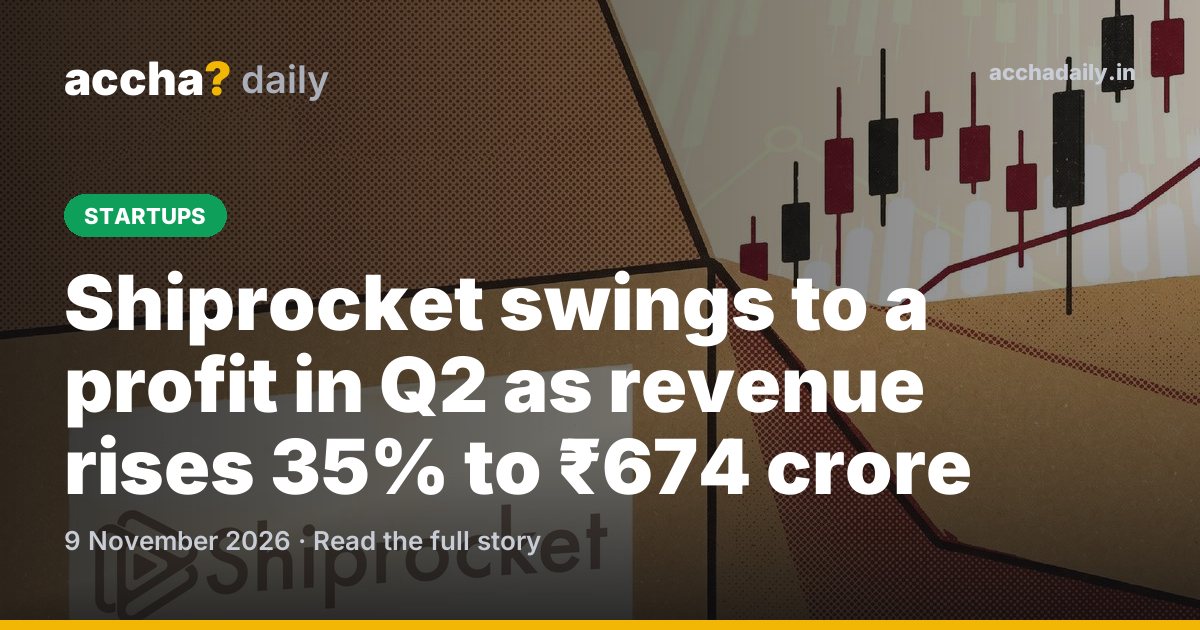 accha? daily
acchadaily.in
STARTUPS
Shiprocket swings to a
profit in Q2 as revenue
rises 35% to ₹674 crore
9 November 2026 · Read the full story
Shiprocket